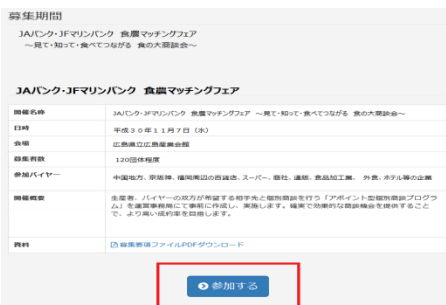 募集期間
JAバンク・JFマリンバンク 食農マッチングフェア
～見て・知って・食べてつながる 食の大商談会～
JAバンク・JFマリンバンク 食農マッチングフェア
開催名称 JAバンク・JFマリンバンク 食農マッチングフェア ～見て・知って・食べてつながる 食の大商談会～
日時 平成30年11月7日（水）
会場 広島県立広島産業会館
募集者数 120団体程度
参加バイヤー 中国地方、京阪神、福岡周辺の百貨店、スーパー、商社、通販、食品加工業、外食、ホテル等の企業
開催概要 生産者、バイヤーの双方が希望する相手先と個別商談を行う「アポイント型個別商談プログラ
ム」を運営事務局にて事前に作成し、実施します。確実で効果的な商談機会を提供すること
で、より高い成約率を目指します。
資料 募集要項ファイルPDFダウンロード
参加する